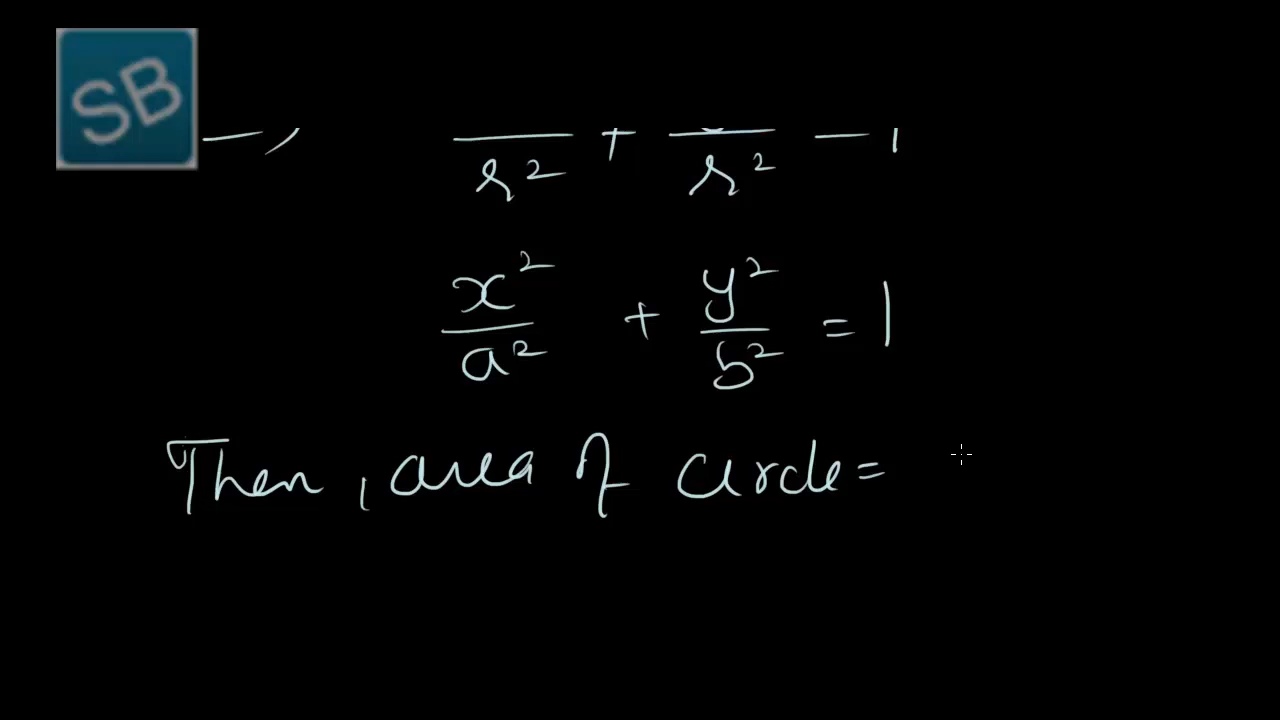 SB
r² + r² = 1
x²/a² + y²/b² = 1
Then, area of circle =